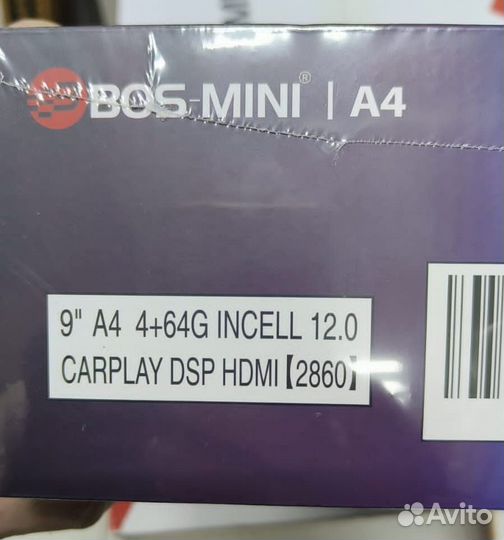 BOS-MINI® | A4
9" A4 4+64G INCELL 12.0
CARPLAY DSP HDMI【2860】
Avito